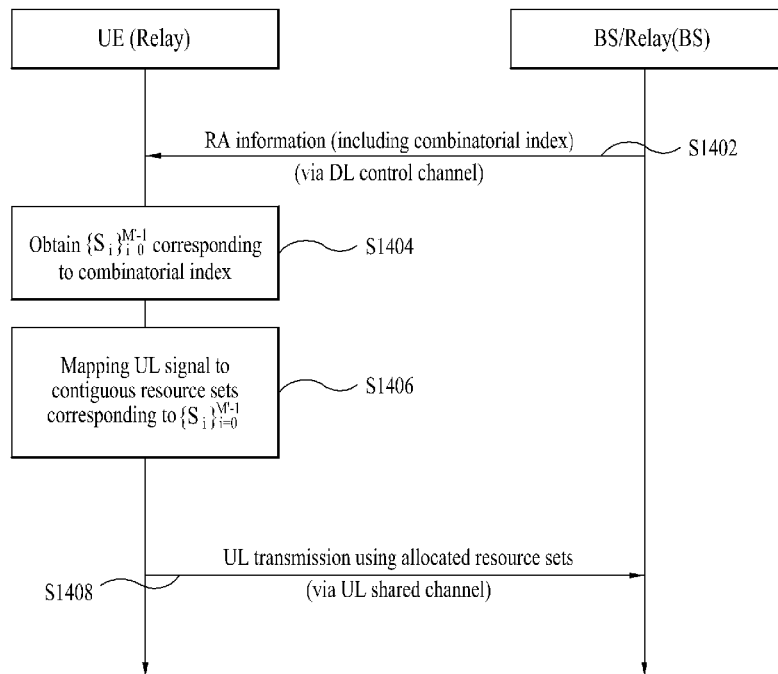 UE (Relay)
BS/Relay(BS)
RA information (including combinatorial index)
S1402
(via DL control channel)
Obtain {S i}M'-1 i=0 corresponding
to combinatorial index
S1404
Mapping UL signal to
contiguous resource sets
corresponding to {S i}M'-1 i=0
S1406
UL transmission using allocated resource sets
S1408
(via UL shared channel)